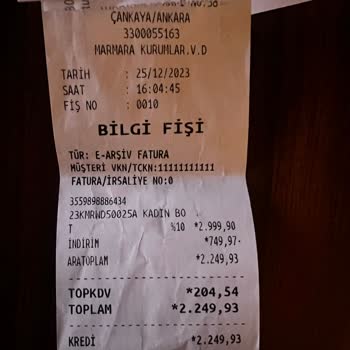 ÇANKAYA/ANKARA
3300055163
MARMARA KURUMLAR.V.D
TARİH : 25/12/2023
SAAT : 16:04:45
FİŞ NO : 0010
BİLGİ FİŞİ
TÜR: E-ARŞİV FATURA
MÜŞTERİ VKN/TCKN:11111111111
FATURA/İRSALİYE NO:0
3559898886434
23KMRWD50025A KADIN BO
T %10 *2.999,90
İNDİRİM *749,97-
ARATOPLAM *2.249,93
TOPKDV *204,54
TOPLAM *2.249,93
KREDİ *2.249,93